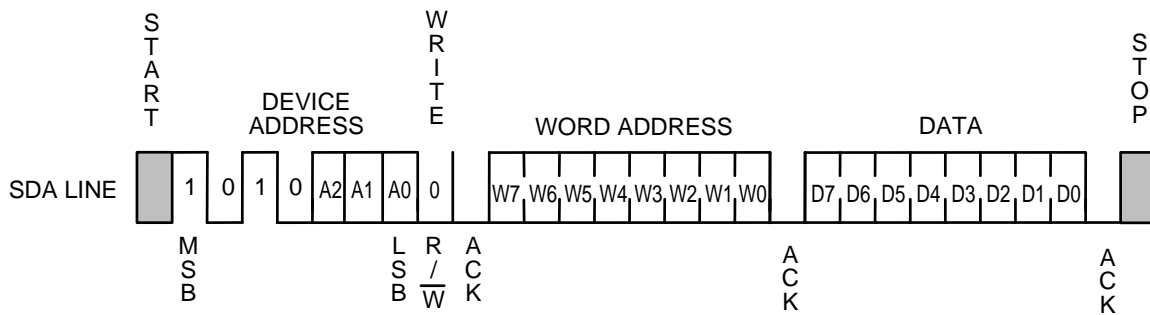 START
WRITE
STOP
DEVICE
ADDRESS
WORD ADDRESS
DATA
SDA LINE
1 0 1 0 A2 A1 A0 0 W7 W6 W5 W4 W3 W2 W1 W0 D7 D6 D5 D4 D3 D2 D1 D0
MSB
LSB
R/W
ACK
ACK
ACK